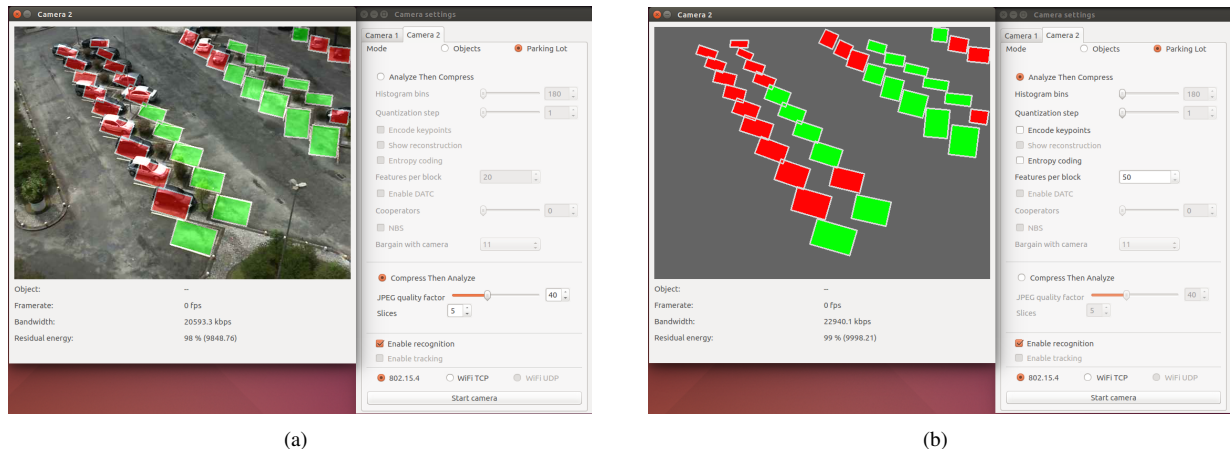 Camera 2
Camera settings
Camera 1 Camera 2
Mode Objects Parking Lot
Analyze Then Compress
Histogram bins 180
Quantization step 1
Encode keypoints
Show reconstruction
Entropy coding
Features per block 20
Enable DATC
Cooperators 0
NBS
Bargain with camera 11
Compress Then Analyze
JPEG quality factor 40
Slices 5
Enable recognition
Enable tracking
802.15.4 WiFi TCP WiFi UDP
Start camera
Object: --
Framerate: 0 fps
Bandwidth: 20593.3 kbps
Residual energy: 98 % (9848.76)
(a)
Camera 2
Camera settings
Camera 1 Camera 2
Mode Objects Parking Lot
Analyze Then Compress
Histogram bins 180
Quantization step 1
Encode keypoints
Show reconstruction
Entropy coding
Features per block 50
Enable DATC
Cooperators 0
NBS
Bargain with camera 11
Compress Then Analyze
JPEG quality factor 40
Slices 5
Enable recognition
Enable tracking
802.15.4 WiFi TCP WiFi UDP
Start camera
Object: --
Framerate: 0 fps
Bandwidth: 22940.1 kbps
Residual energy: 99 % (9998.21)
(b)